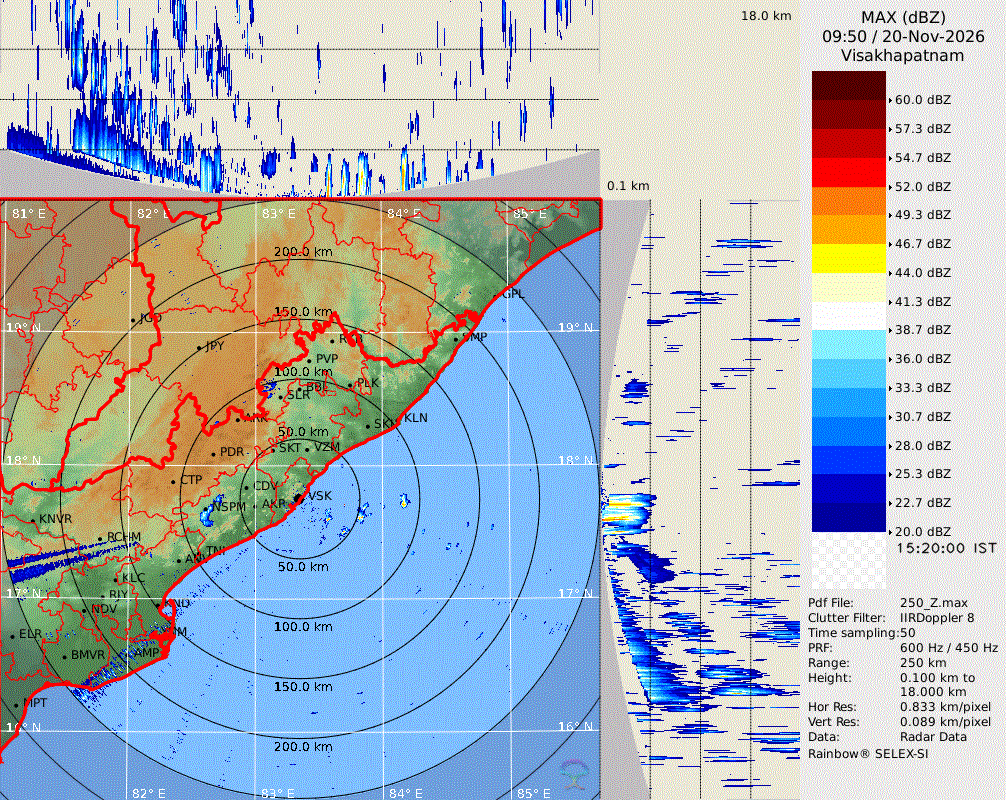 18.0 km
0.1 km
MAX (dBZ)
09:50 / 20-Nov-2026
Visakhapatnam
60.0 dBZ
57.3 dBZ
54.7 dBZ
52.0 dBZ
49.3 dBZ
46.7 dBZ
44.0 dBZ
41.3 dBZ
38.7 dBZ
36.0 dBZ
33.3 dBZ
30.7 dBZ
28.0 dBZ
25.3 dBZ
22.7 dBZ
20.0 dBZ
15:20:00 IST
Pdf File: 250_Z.max
Clutter Filter: IIRDoppler 8
Time sampling:50
PRF: 600 Hz / 450 Hz
Range: 250 km
Height: 0.100 km to
18.000 km
Hor Res: 0.833 km/pixel
Vert Res: 0.089 km/pixel
Data: Radar Data
Rainbow® SELEX-SI
81° E 82° E 83° E 84° E 85° E
200.0 km
GPL
150.0 km
19° N 19° N
JPY
PVP
100.0 km
PLK
SLR
KLN
50.0 km
PDR
SKT
VZM
18° N 18° N
CTP
CDV
VSK
NSPM
AKR
KNVR
RCHM
TNI
50.0 km
KLC
RJY
17° N 17° N
NDV
100.0 km
ELR
BMVR
AMP
150.0 km
MPT
16° N 16° N
200.0 km
82° E 83° E 84° E 85° E